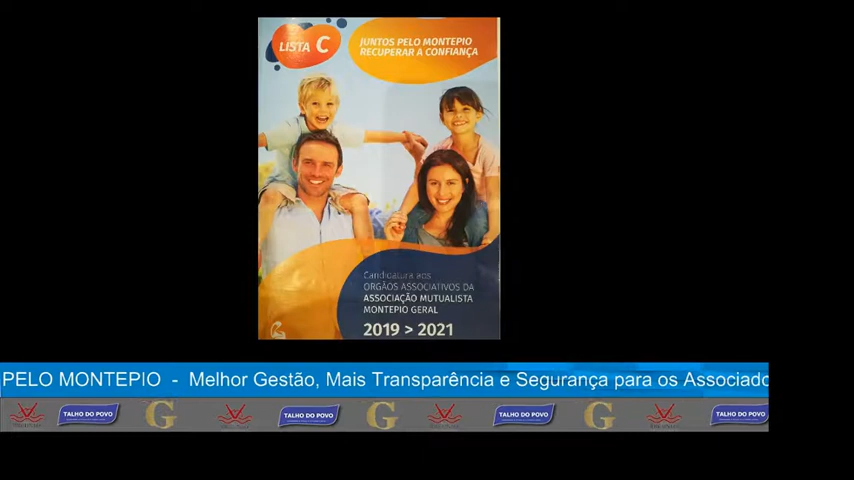 LISTA C
JUNTOS PELO MONTEPIO
RECUPERAR A CONFIANÇA
Candidatura aos
ORGÃOS ASSOCIATIVOS DA
ASSOCIAÇÃO MUTUALISTA
MONTEPIO GERAL
2019 > 2021
PELO MONTEPIO - Melhor Gestão, Mais Transparência e Segurança para os Associado
TALHO DO POVO G TALHO DO POVO G TALHO DO POVO G TALHO DO POVO